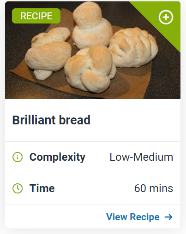 RECIPE
Brilliant bread
Complexity Low-Medium
Time 60 mins
View Recipe